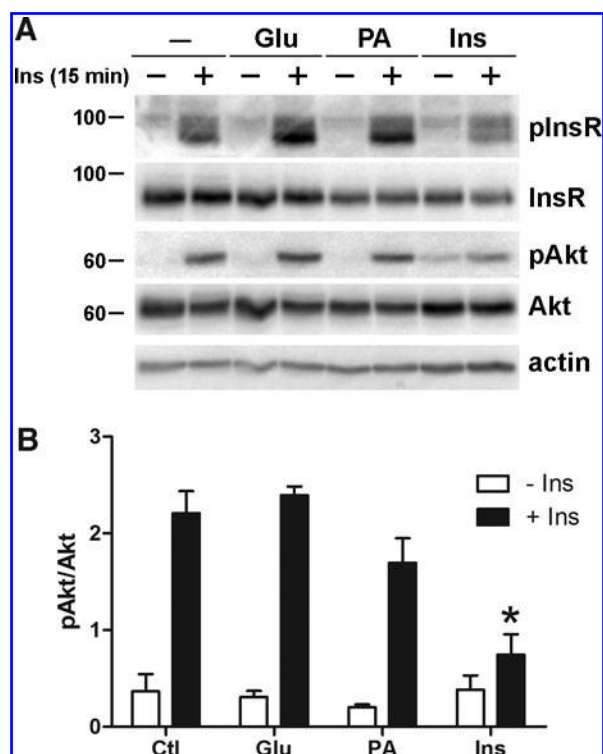 A
— Glu PA Ins
Ins (15 min) − + − + − + − +
100 pInsR
100
InsR
60 pAkt
60 Akt
actin
B
3
- Ins
+ Ins
2
pAkt/Akt
1
*
0
Ctl Glu PA Ins